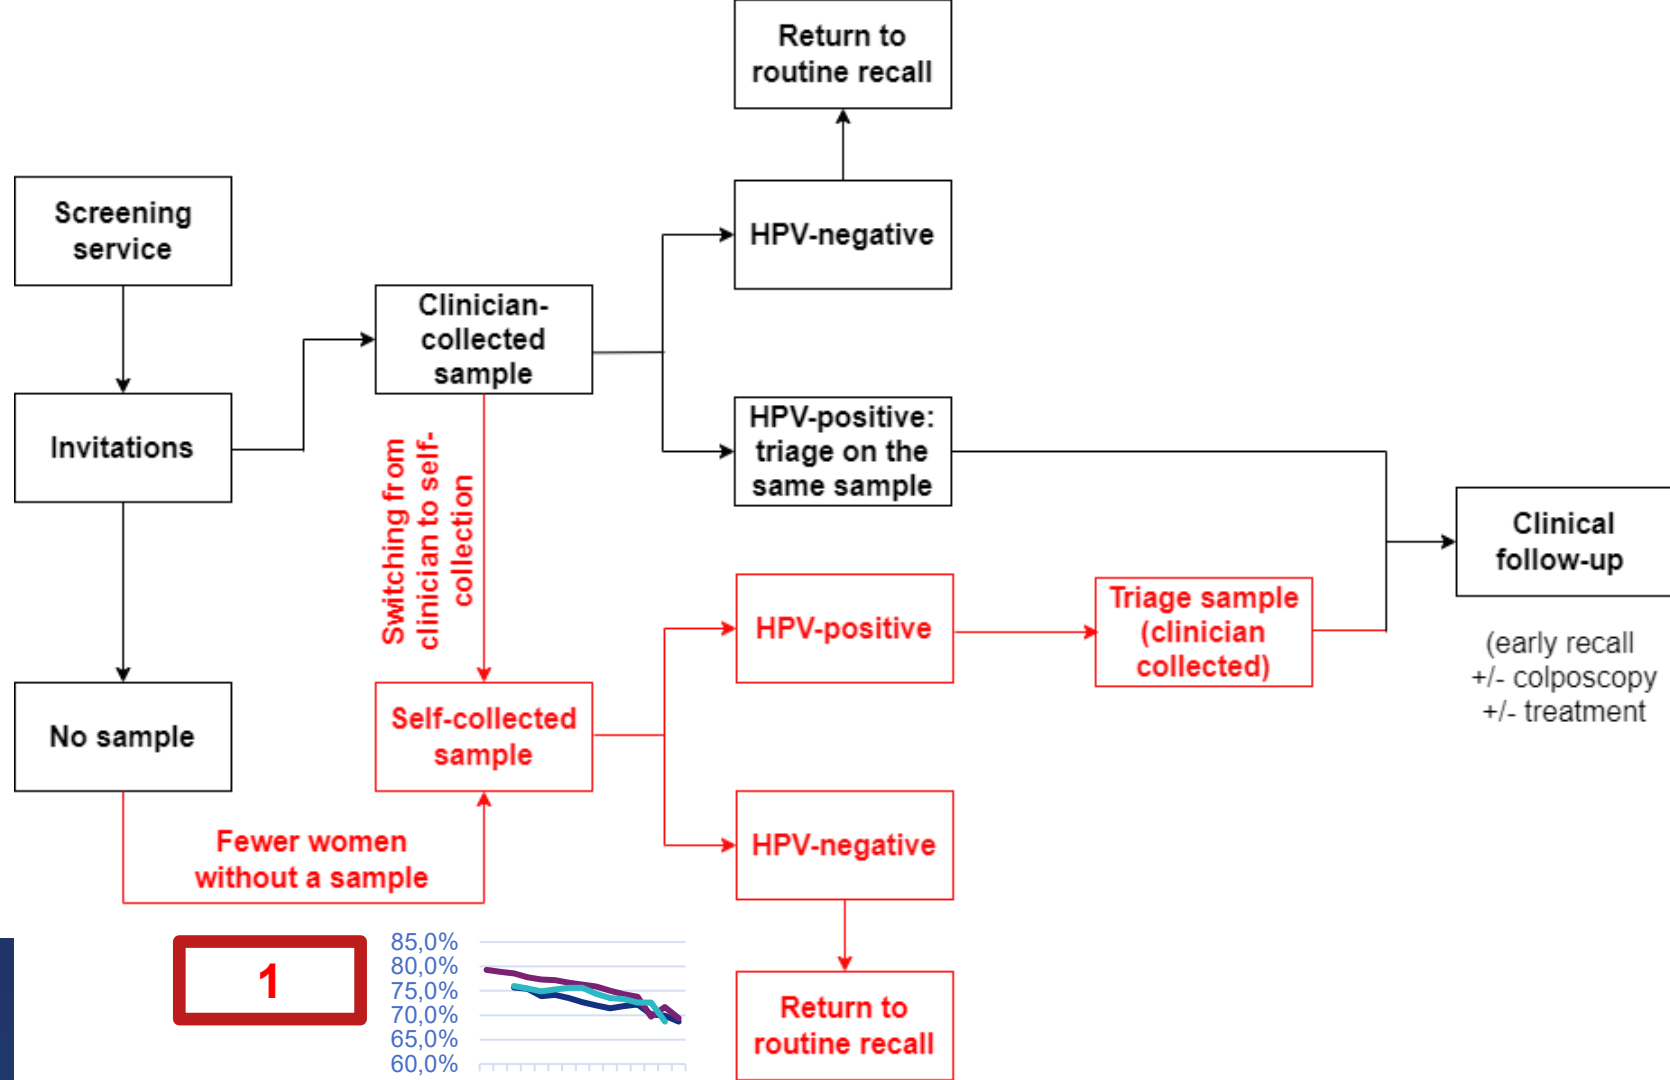 Return to
routine recall
Screening
service
HPV-negative
Clinician-
collected
sample
Invitations
HPV-positive:
triage on the
same sample
Switching from
clinician to self-
collection
Clinical
follow-up
(early recall
+/- colposcopy
+/- treatment
HPV-positive
Triage sample
(clinician
collected)
No sample
Self-collected
sample
Fewer women
without a sample
HPV-negative
1
85,0%
80,0%
75,0%
70,0%
65,0%
60,0%
Return to
routine recall